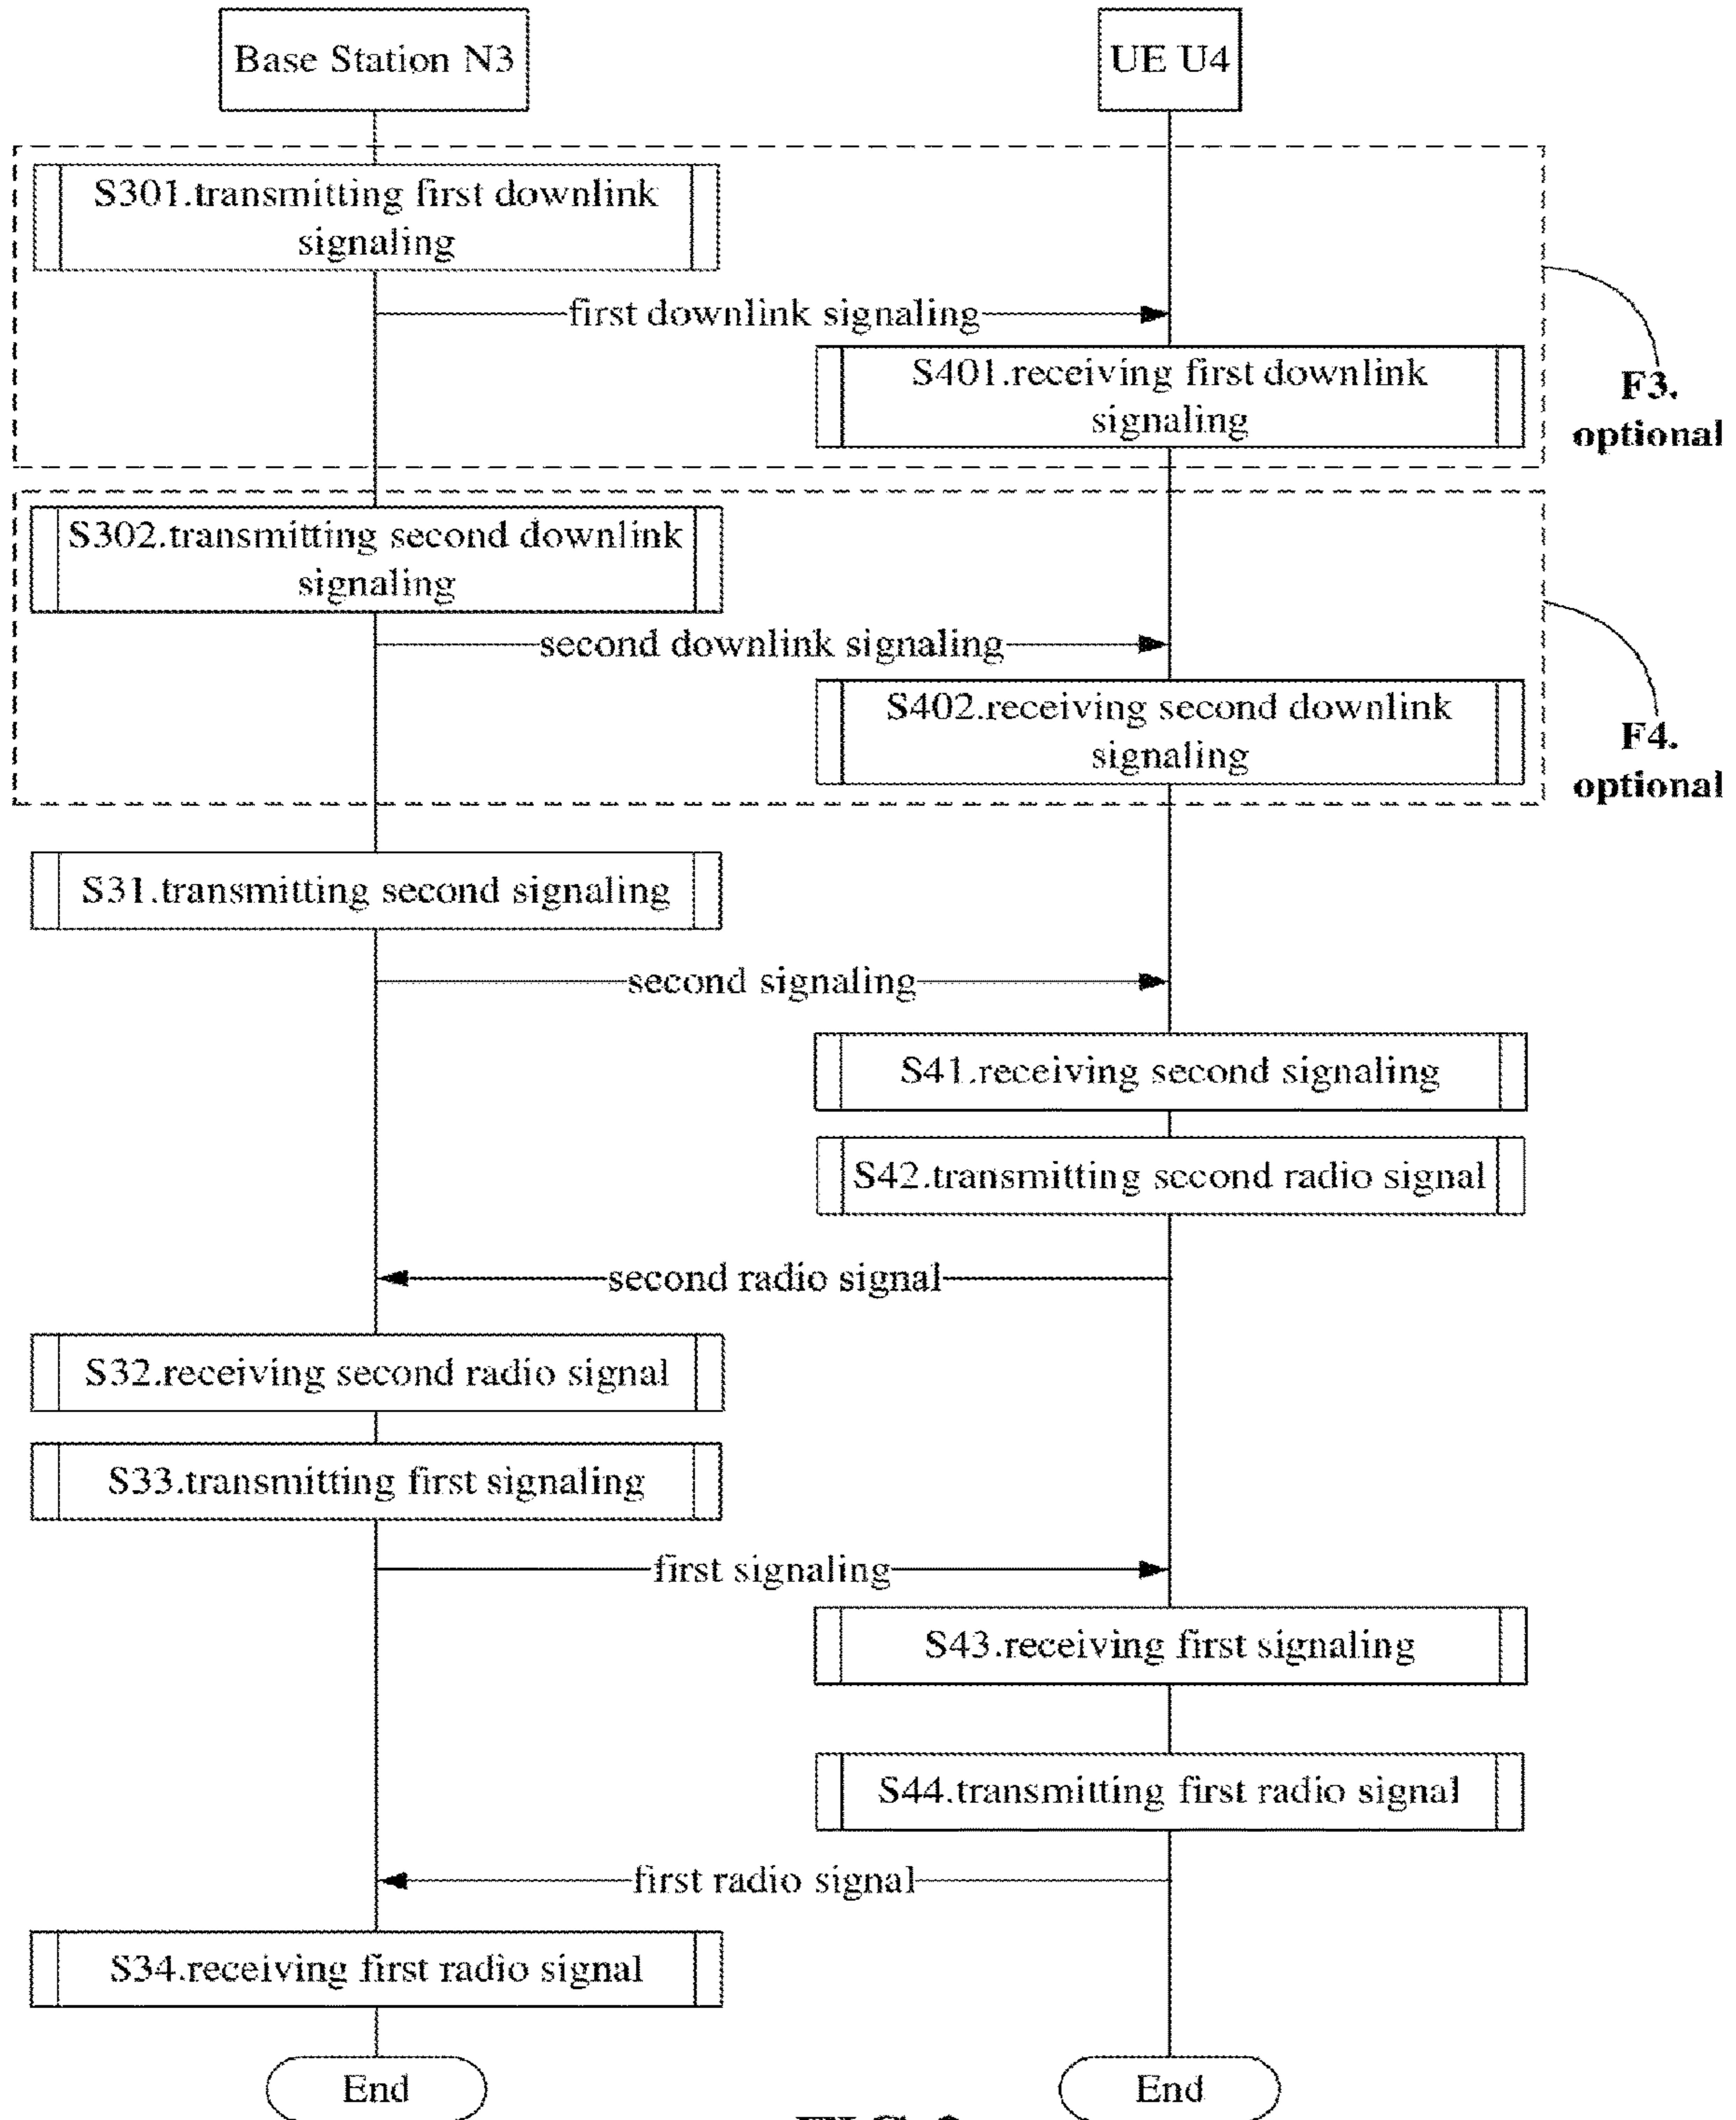 Base Station N3
UE U4
S301.transmitting first downlink
signaling
first downlink signaling
S401.receiving first downlink
signaling
F3.
optional
S302.transmitting second downlink
signaling
second downlink signaling
S402.receiving second downlink
signaling
F4.
optional
S31.transmitting second signaling
second signaling
S41.receiving second signaling
S42.transmitting second radio signal
second radio signal
S32.receiving second radio signal
S33.transmitting first signaling
first signaling
S43.receiving first signaling
S44.transmitting first radio signal
first radio signal
S34.receiving first radio signal
End
End